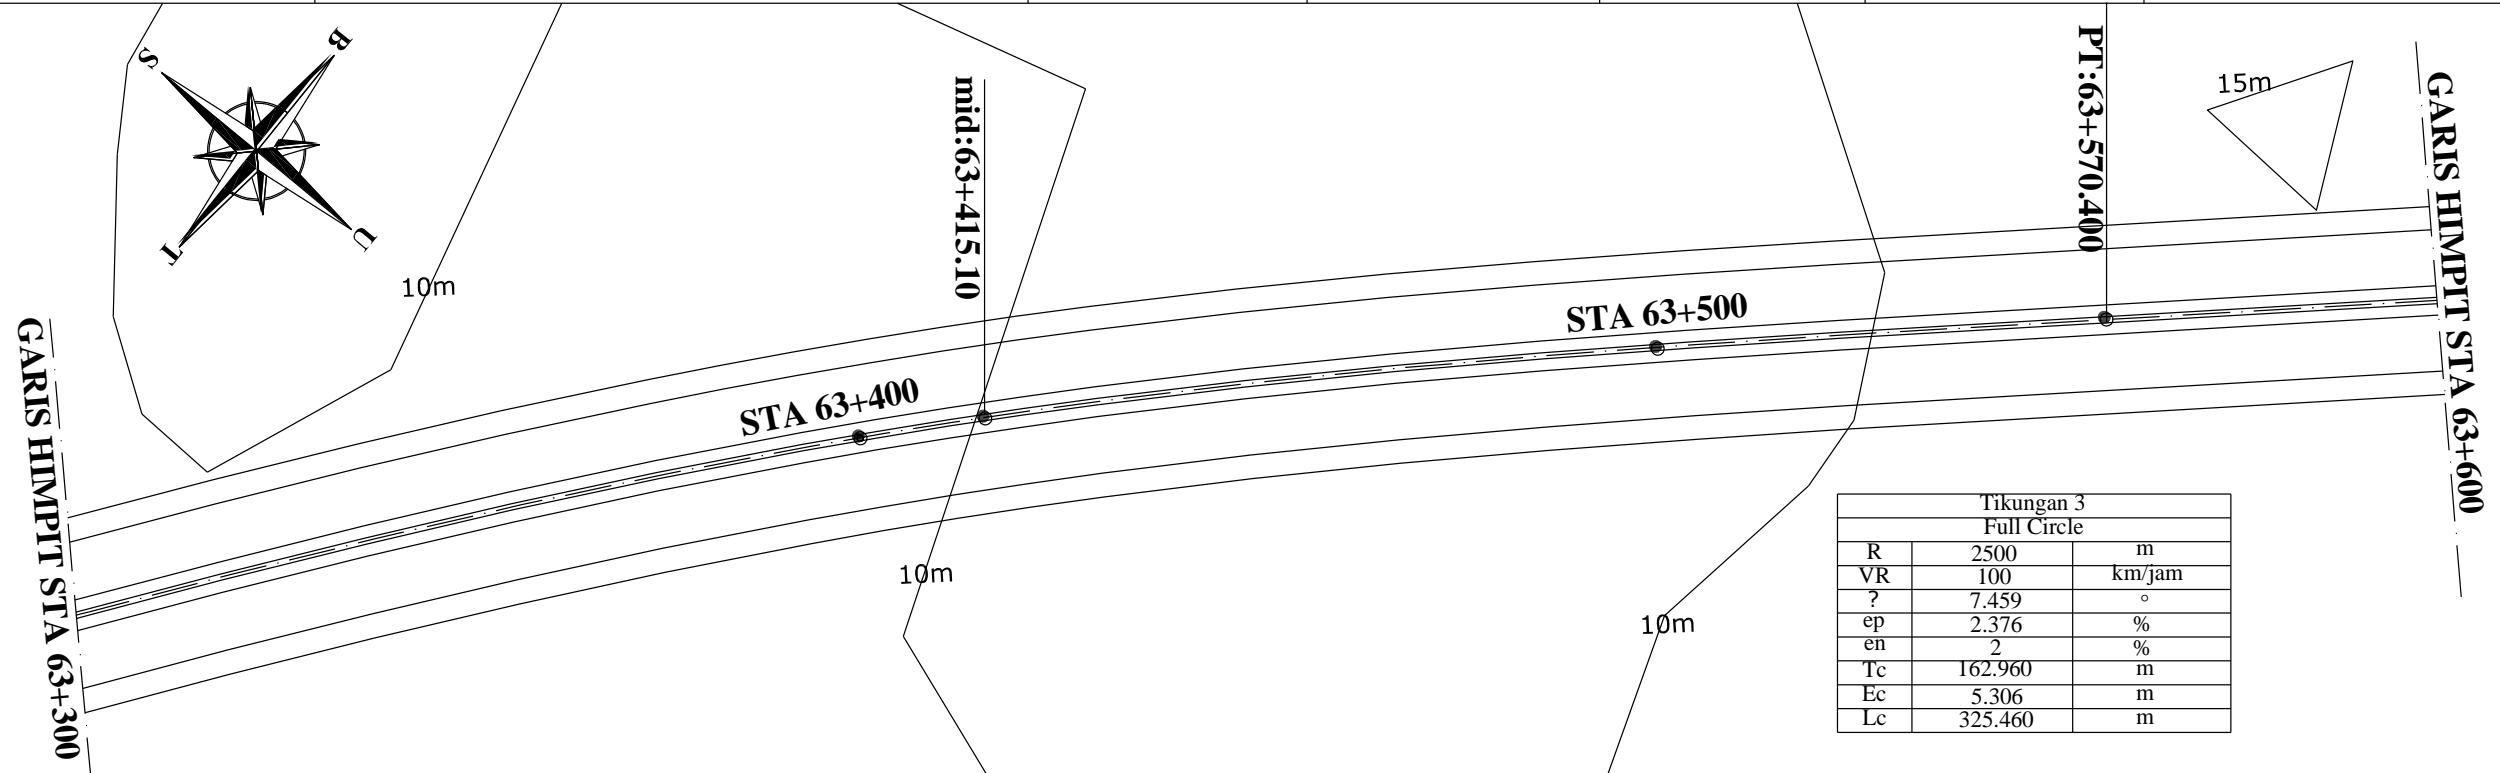 S
B
L
U
10m
mid:63+415.10
PT:63+570.400
15m
GARIS HIMPIT STA 63+600
GARIS HIMPIT STA 63+300
STA 63+400
STA 63+500
10m
10m
Tikungan 3
Full Circle
R 2500 m
VR 100 km/jam
? 7.459 °
ep 2.376 %
en 2 %
Tc 162.960 m
Ec 5.306 m
Lc 325.460 m